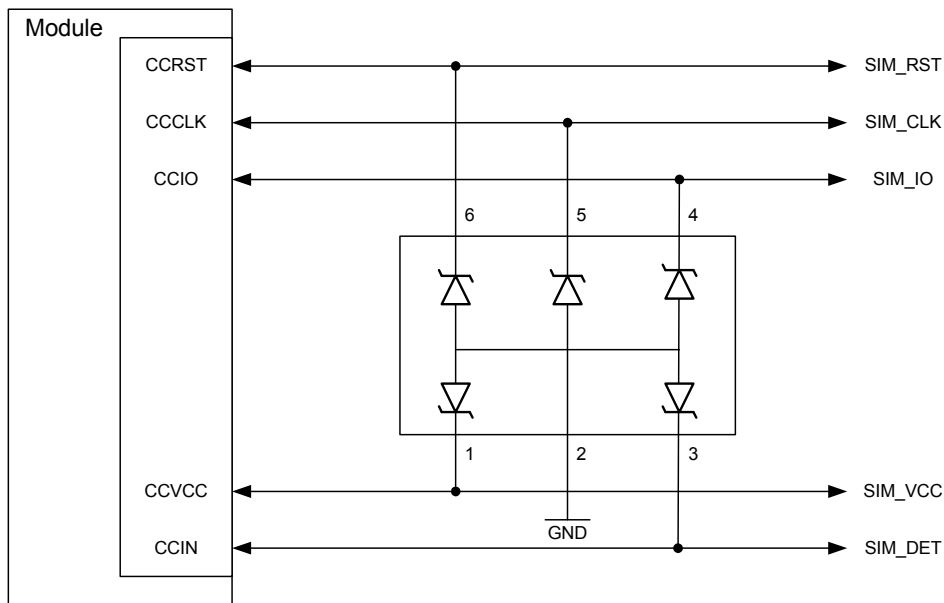 Module
CCRST
SIM_RST
CCCLK
SIM_CLK
CCIO
SIM_IO
6
5
4
1
2
3
CCVCC
SIM_VCC
GND
CCIN
SIM_DET